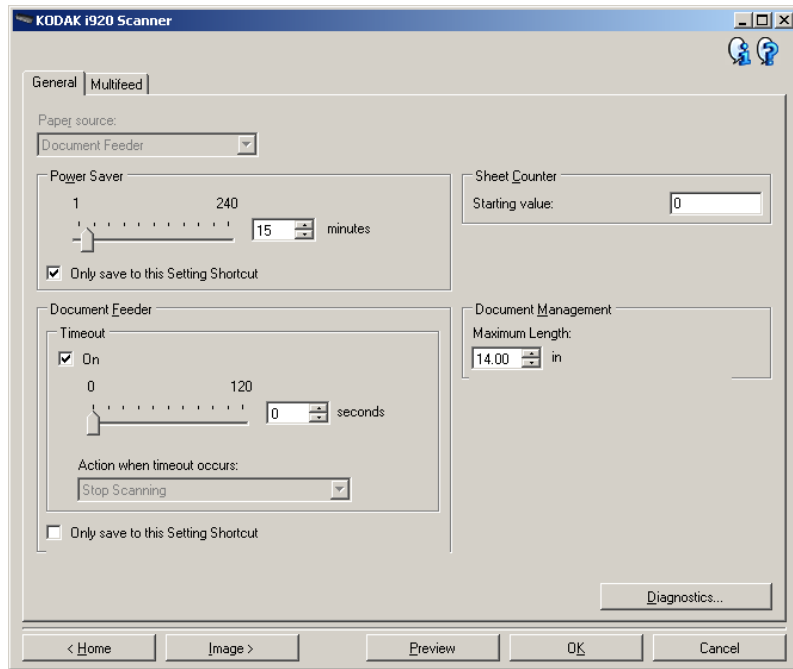 KODAK i920 Scanner
General Multifeed
Paper source:
Document Feeder
Power Saver
1 240
15 minutes
Only save to this Setting Shortcut
Sheet Counter
Starting value: 0
Document Feeder
Timeout
On
0 120
0 seconds
Action when timeout occurs:
Stop Scanning
Only save to this Setting Shortcut
Document Management
Maximum Length:
14.00 in
Diagnostics...
< Home Image > Preview OK Cancel